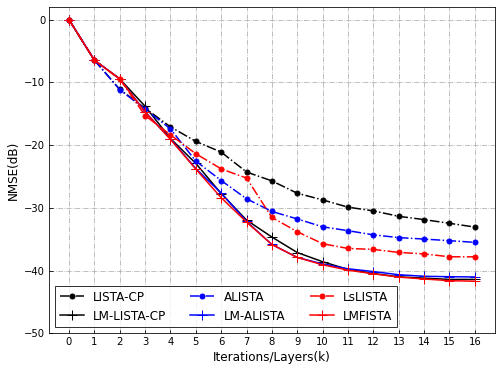 0
−10
−20
−30
−40
−50
NMSE(dB)
LISTA-CP ALISTA LsLISTA
LM-LISTA-CP LM-ALISTA LMFISTA
0 1 2 3 4 5 6 7 8 9 10 11 12 13 14 15 16
Iterations/Layers(k)